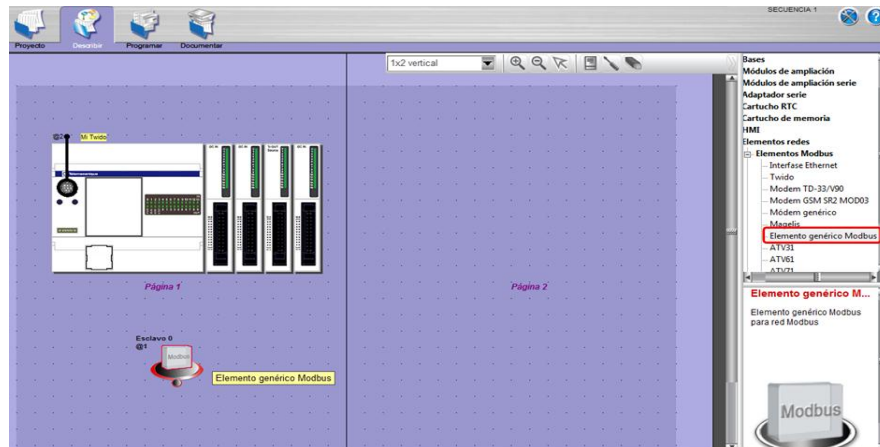 SECUENCIA 1
Proyecto
Describir
Programar
Documentar
1x2 vertical
@2
Mi Twido
Página 1
Página 2
Esclavo 0
@1
Modbus
Elemento genérico Modbus
Bases
Módulos de ampliación
Módulos de ampliación serie
Adaptador serie
Cartucho RTC
Cartucho de memoria
HMI
Elementos redes
Elementos Modbus
Interfase Ethernet
Twido
Modem TD-33/V90
Modem GSM SR2 MOD03
Módem genérico
Magelis
Elemento genérico Modbus
ATV31
ATV61
ATV71
Elemento genérico M...
Elemento genérico Modbus
para red Modbus
Modbus